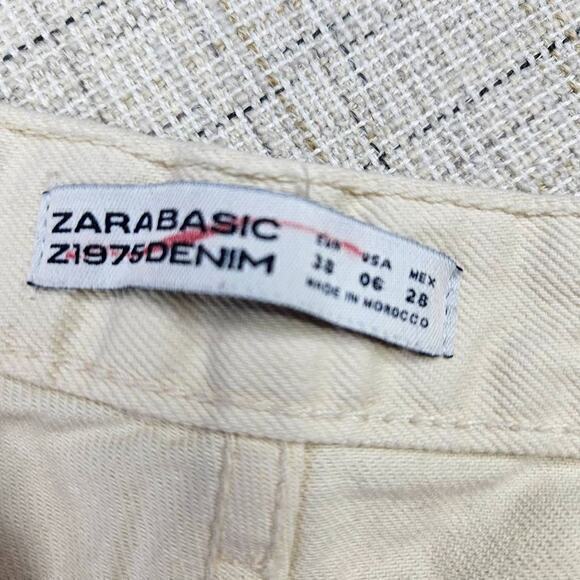 ZARABASIC
Z1975DENIM
EUR USA MEX
38 06 28
MADE IN MOROCCO